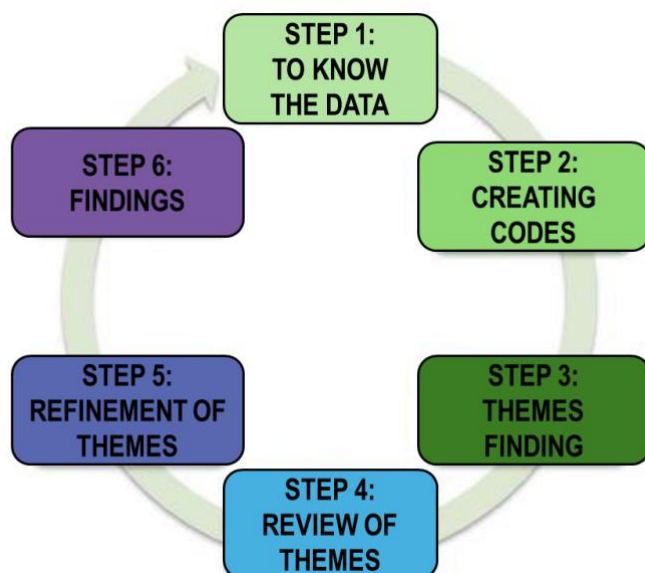 STEP 1:
TO KNOW
THE DATA
STEP 2:
CREATING
CODES
STEP 3:
THEMES
FINDING
STEP 4:
REVIEW OF
THEMES
STEP 5:
REFINEMENT OF
THEMES
STEP 6:
FINDINGS